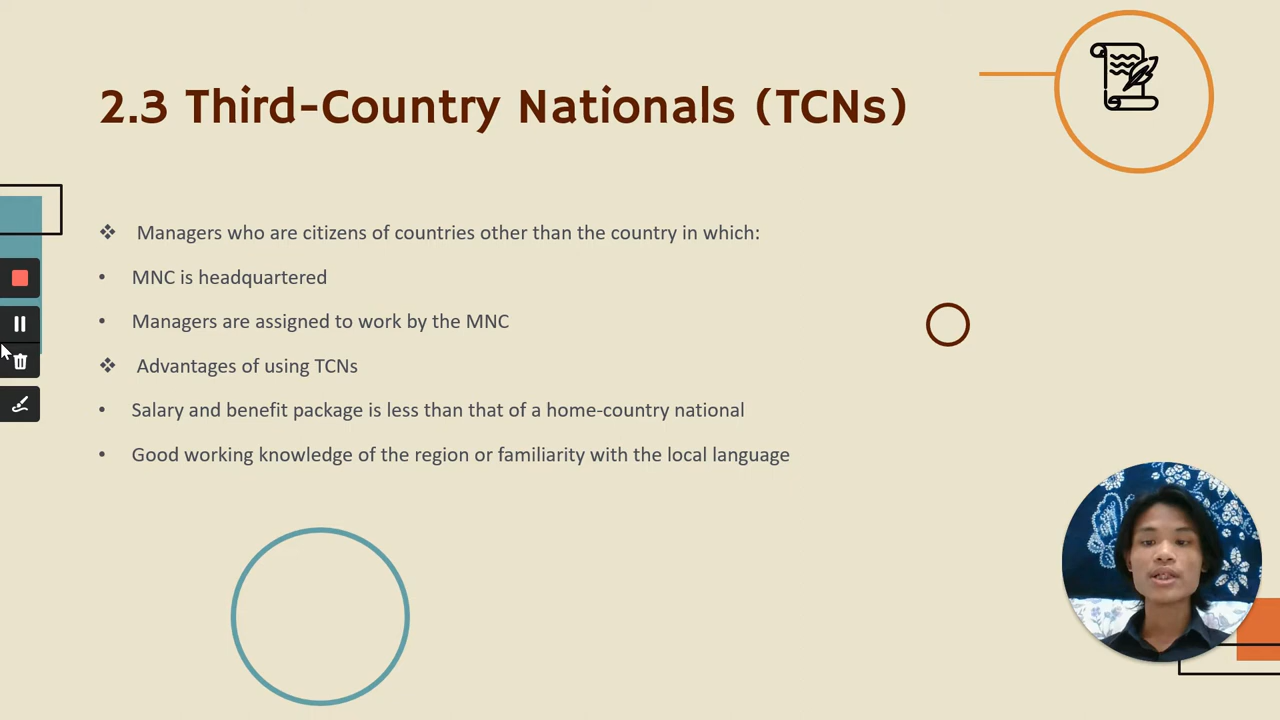 2.3 Third-Country Nationals (TCNs)
❖ Managers who are citizens of countries other than the country in which:
• MNC is headquartered
• Managers are assigned to work by the MNC
❖ Advantages of using TCNs
• Salary and benefit package is less than that of a home-country national
• Good working knowledge of the region or familiarity with the local language